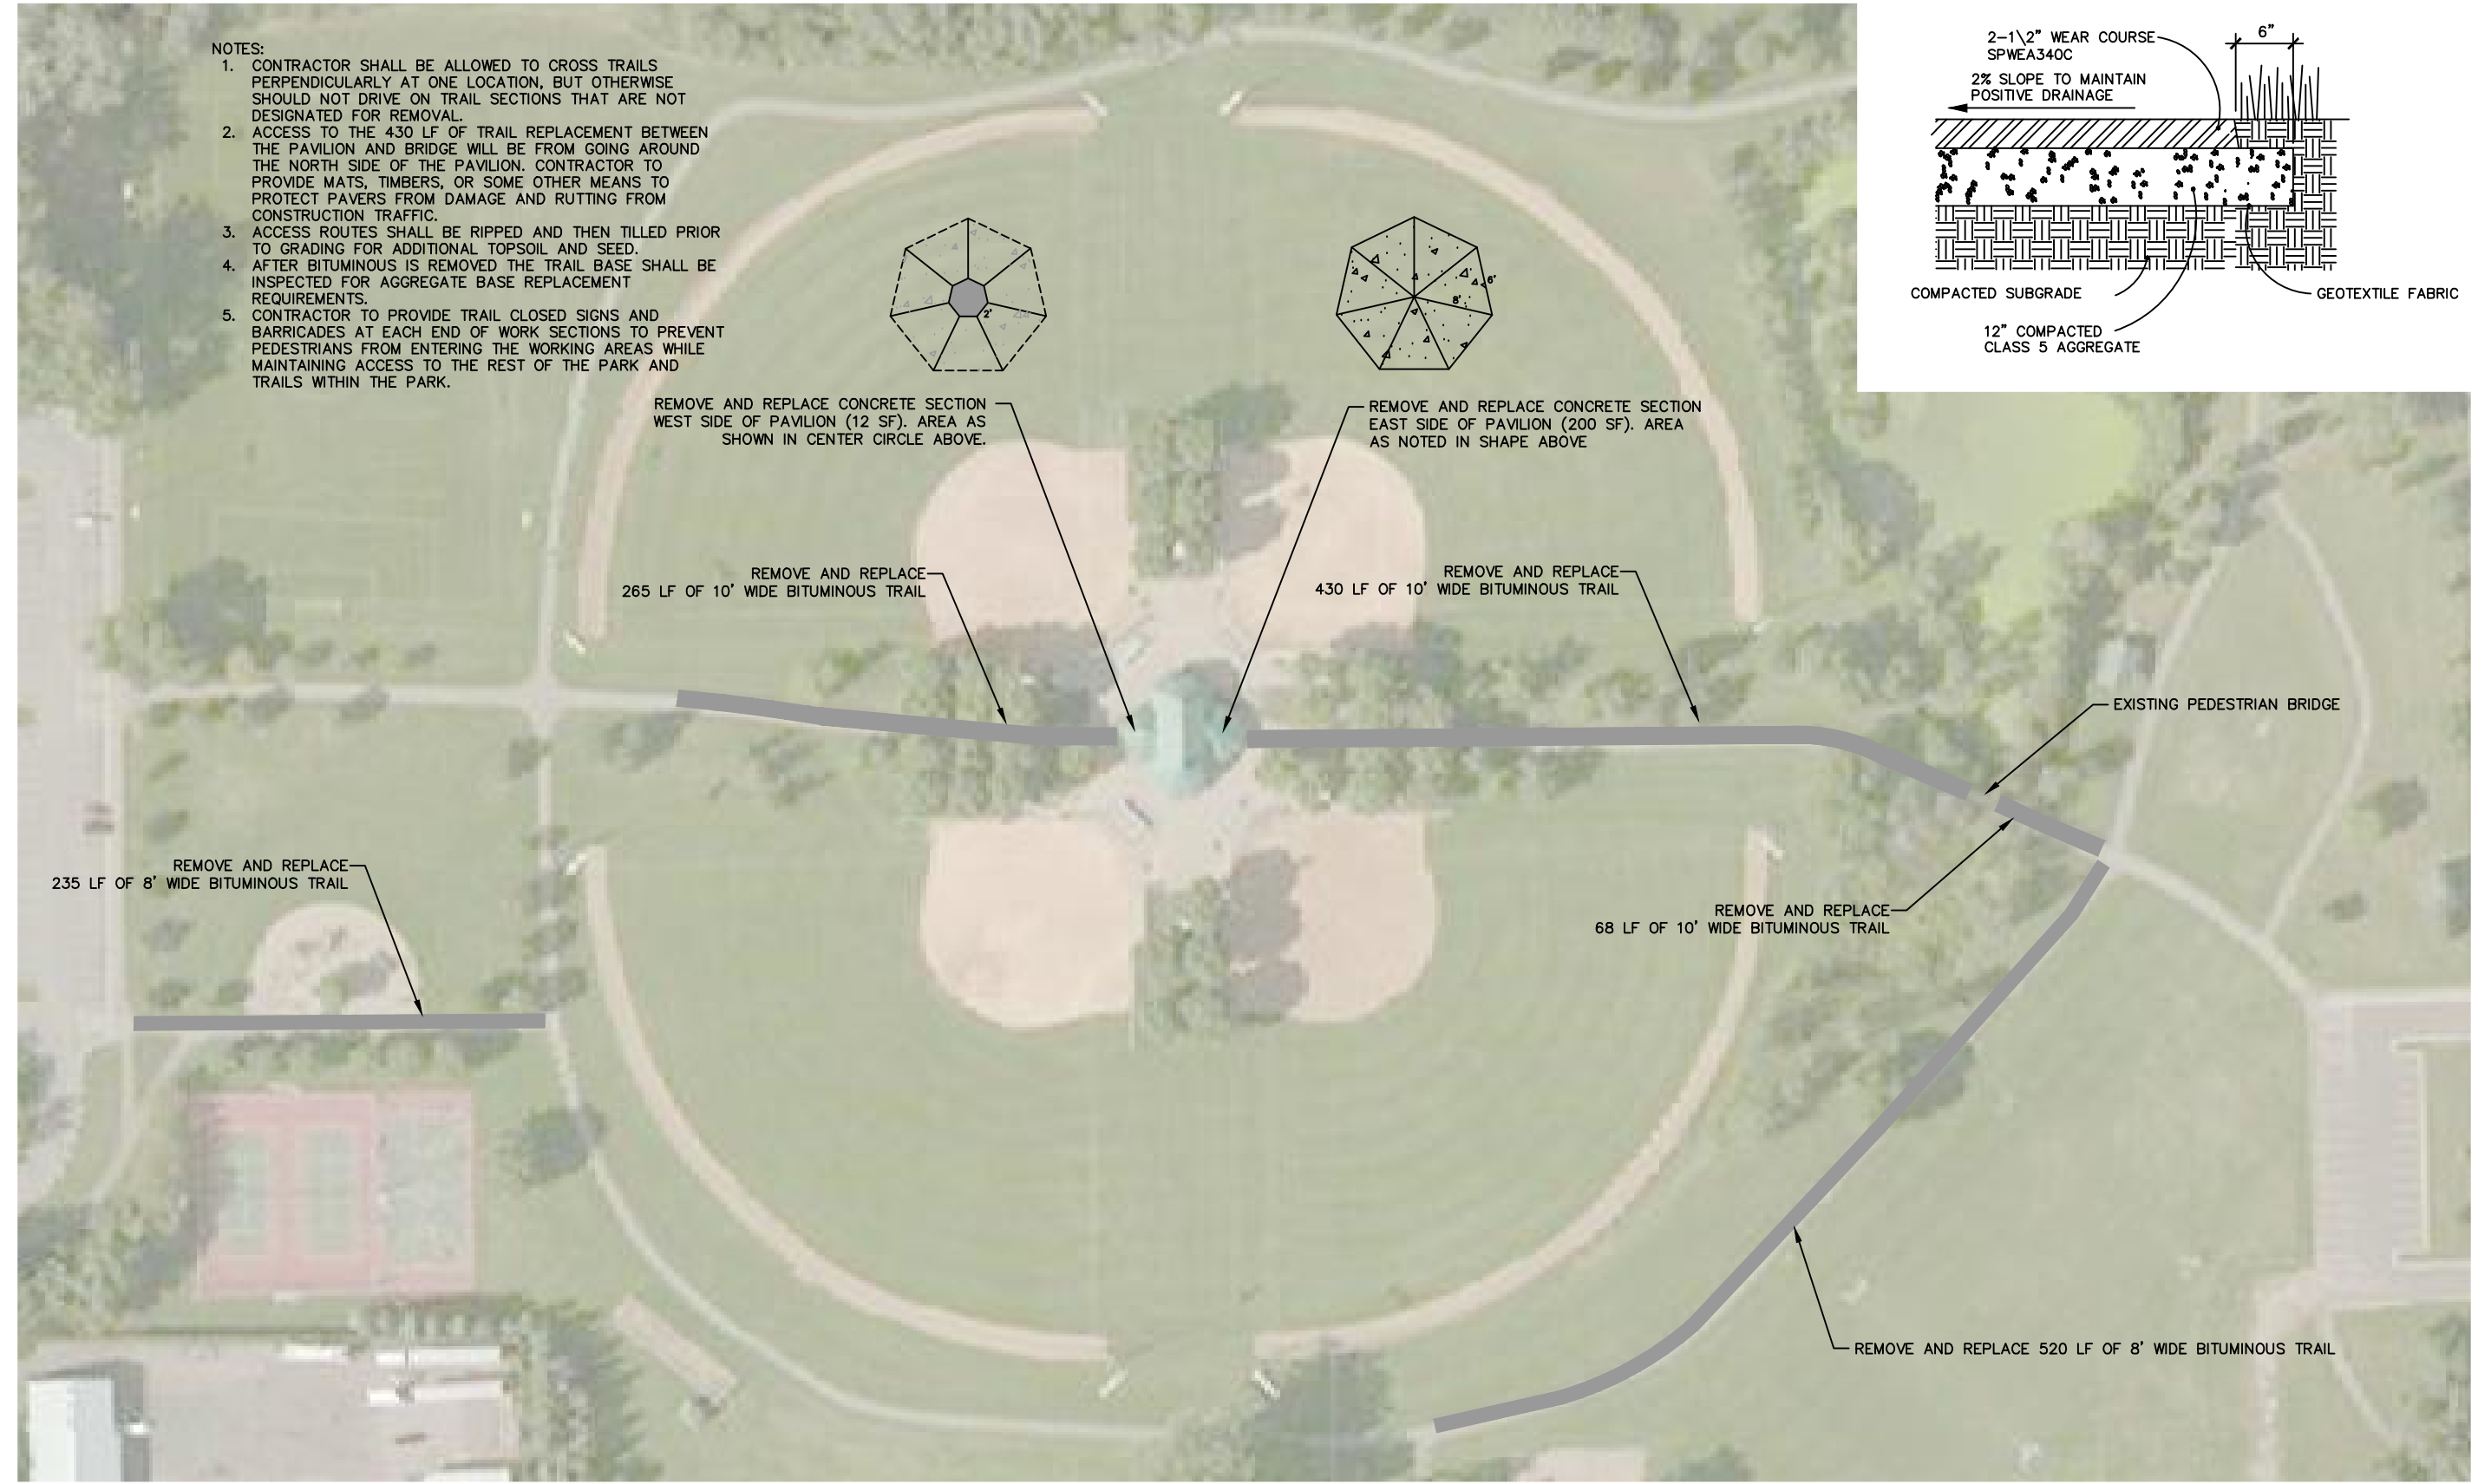 NOTES:
1. CONTRACTOR SHALL BE ALLOWED TO CROSS TRAILS
PERPENDICULARLY AT ONE LOCATION, BUT OTHERWISE
SHOULD NOT DRIVE ON TRAIL SECTIONS THAT ARE NOT
DESIGNATED FOR REMOVAL.
2. ACCESS TO THE 430 LF OF TRAIL REPLACEMENT BETWEEN
THE PAVILION AND BRIDGE WILL BE FROM GOING AROUND
THE NORTH SIDE OF THE PAVILION. CONTRACTOR TO
PROVIDE MATS, TIMBERS, OR SOME OTHER MEANS TO
PROTECT PAVERS FROM DAMAGE AND RUTTING FROM
CONSTRUCTION TRAFFIC.
3. ACCESS ROUTES SHALL BE RIPPED AND THEN TILLED PRIOR
TO GRADING FOR ADDITIONAL TOPSOIL AND SEED.
4. AFTER BITUMINOUS IS REMOVED THE TRAIL BASE SHALL BE
INSPECTED FOR AGGREGATE BASE REPLACEMENT
REQUIREMENTS.
5. CONTRACTOR TO PROVIDE TRAIL CLOSED SIGNS AND
BARRICADES AT EACH END OF WORK SECTIONS TO PREVENT
PEDESTRIANS FROM ENTERING THE WORKING AREAS WHILE
MAINTAINING ACCESS TO THE REST OF THE PARK AND
TRAILS WITHIN THE PARK.
2-1\2" WEAR COURSE
SPWEA340C
6"
2% SLOPE TO MAINTAIN
POSITIVE DRAINAGE
COMPACTED SUBGRADE
GEOTEXTILE FABRIC
12" COMPACTED
CLASS 5 AGGREGATE
2'
6'
8'
REMOVE AND REPLACE CONCRETE SECTION
WEST SIDE OF PAVILION (12 SF). AREA AS
SHOWN IN CENTER CIRCLE ABOVE.
REMOVE AND REPLACE CONCRETE SECTION
EAST SIDE OF PAVILION (200 SF). AREA
AS NOTED IN SHAPE ABOVE
REMOVE AND REPLACE
265 LF OF 10' WIDE BITUMINOUS TRAIL
REMOVE AND REPLACE
430 LF OF 10' WIDE BITUMINOUS TRAIL
EXISTING PEDESTRIAN BRIDGE
REMOVE AND REPLACE
235 LF OF 8' WIDE BITUMINOUS TRAIL
REMOVE AND REPLACE
68 LF OF 10' WIDE BITUMINOUS TRAIL
REMOVE AND REPLACE 520 LF OF 8' WIDE BITUMINOUS TRAIL